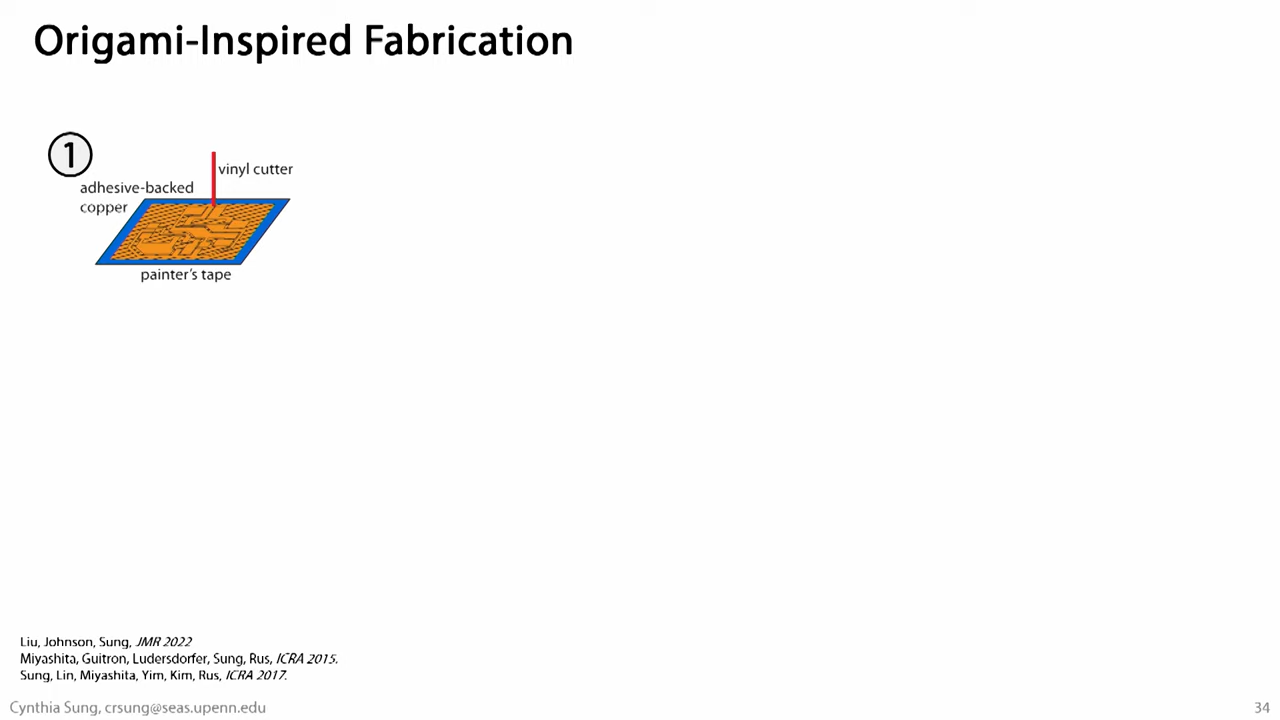 Origami-Inspired Fabrication
1
vinyl cutter
adhesive-backed
copper
painter's tape
Liu, Johnson, Sung, JMR 2022
Miyashita, Guitron, Ludersdorfer, Sung, Rus, ICRA 2015.
Sung, Lin, Miyashita, Yim, Kim, Rus, ICRA 2017.
Cynthia Sung, crsung@seas.upenn.edu
34